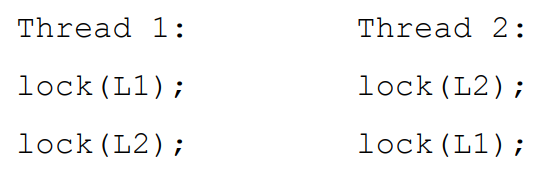 Thread 1: Thread 2:
lock(L1); lock(L2);
lock(L2); lock(L1);